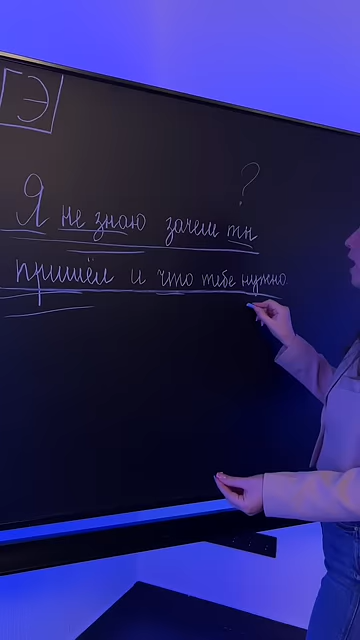 ГЭ
?
Я не знаю зачем ты
пришёл и что тебе нужно.